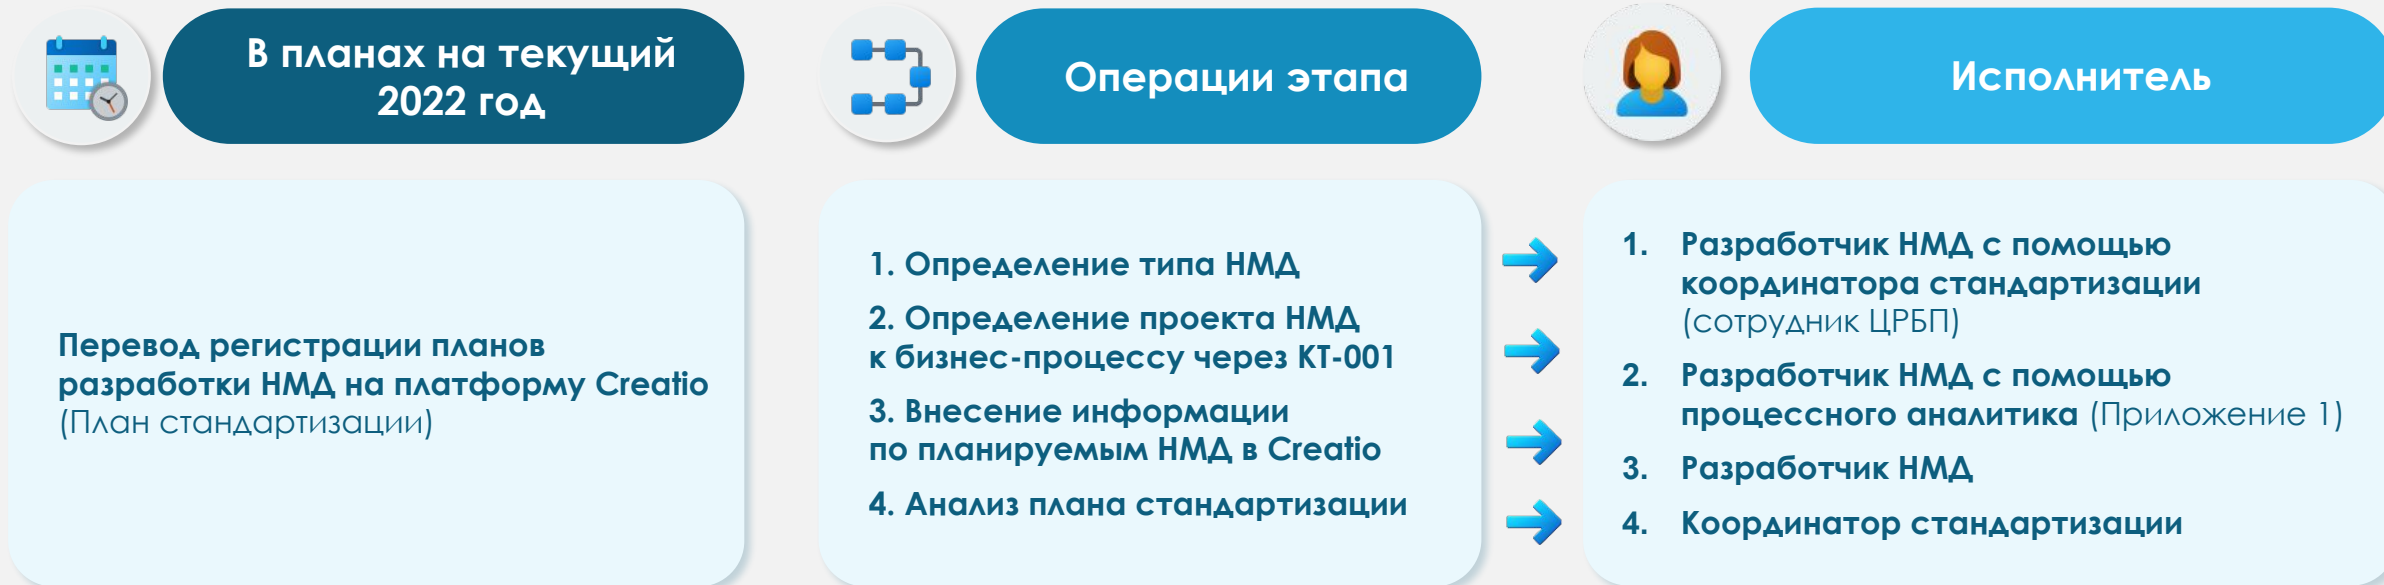 В планах на текущий
2022 год
Операции этапа
Исполнитель
Перевод регистрации планов
разработки НМД на платформу Creatio
(План стандартизации)
1. Определение типа НМД
2. Определение проекта НМД
к бизнес-процессу через КТ-001
3. Внесение информации
по планируемым НМД в Creatio
4. Анализ плана стандартизации
1. Разработчик НМД с помощью
координатора стандартизации
(сотрудник ЦРБП)
2. Разработчик НМД с помощью
процессного аналитика (Приложение 1)
3. Разработчик НМД
4. Координатор стандартизации